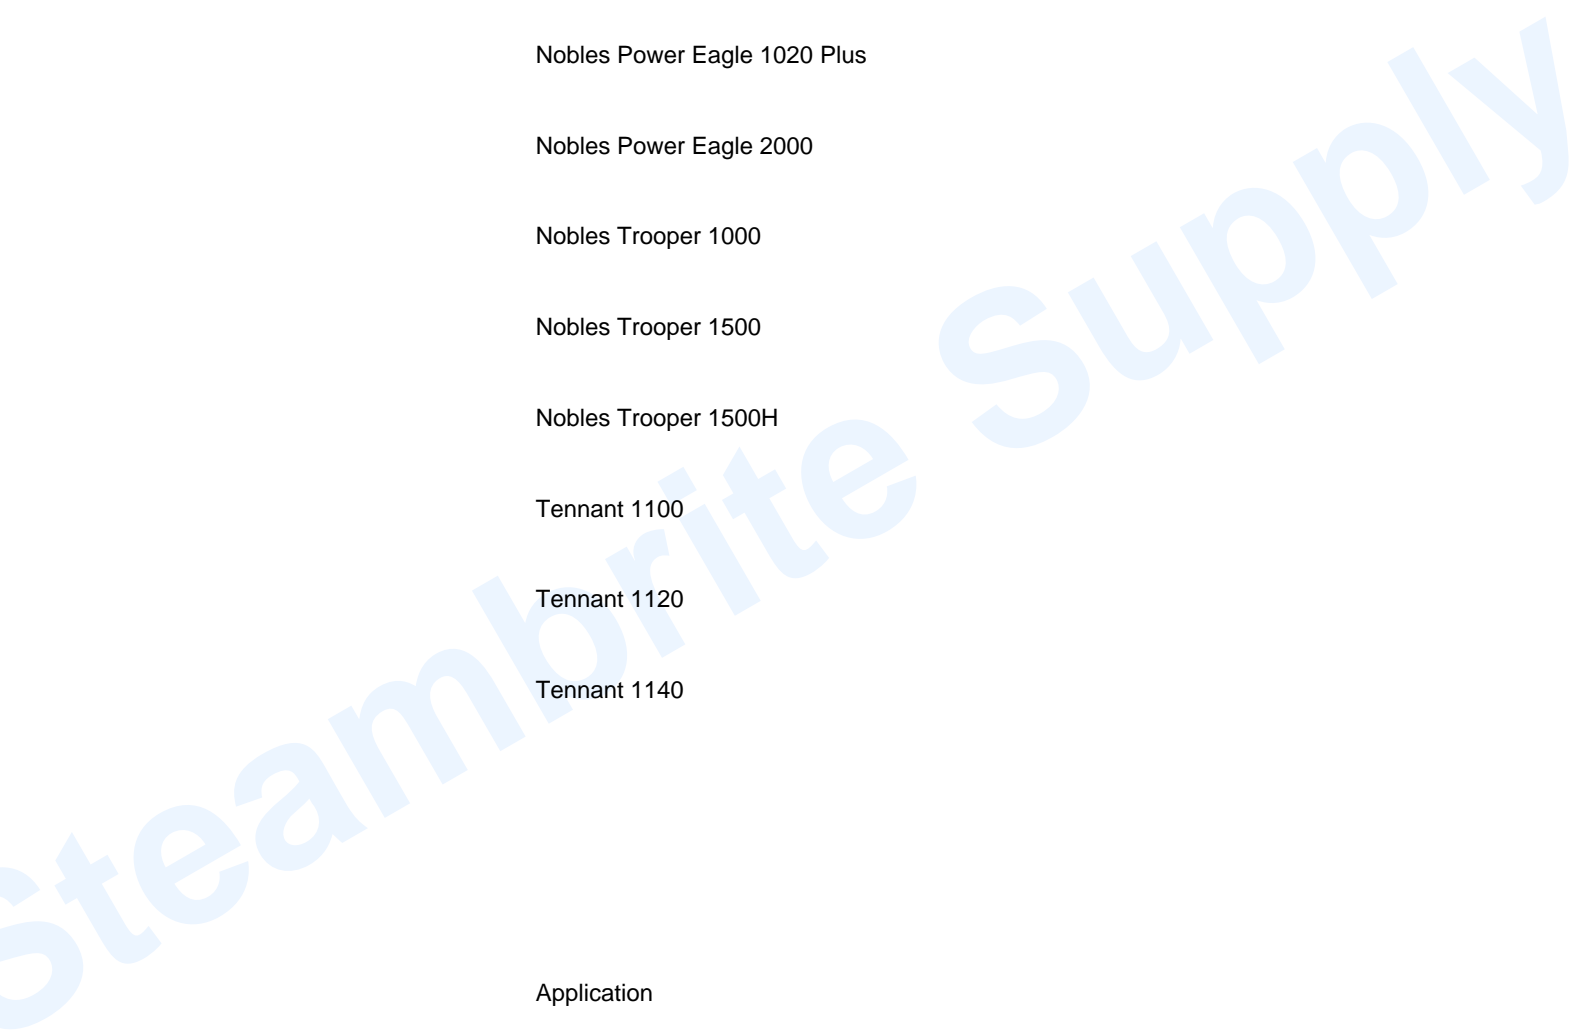 Nobles Power Eagle 1020 Plus
Nobles Power Eagle 2000
Nobles Trooper 1000
Nobles Trooper 1500
Nobles Trooper 1500H
Tennant 1100
Tennant 1120
Tennant 1140
Application
Steambrite Supply